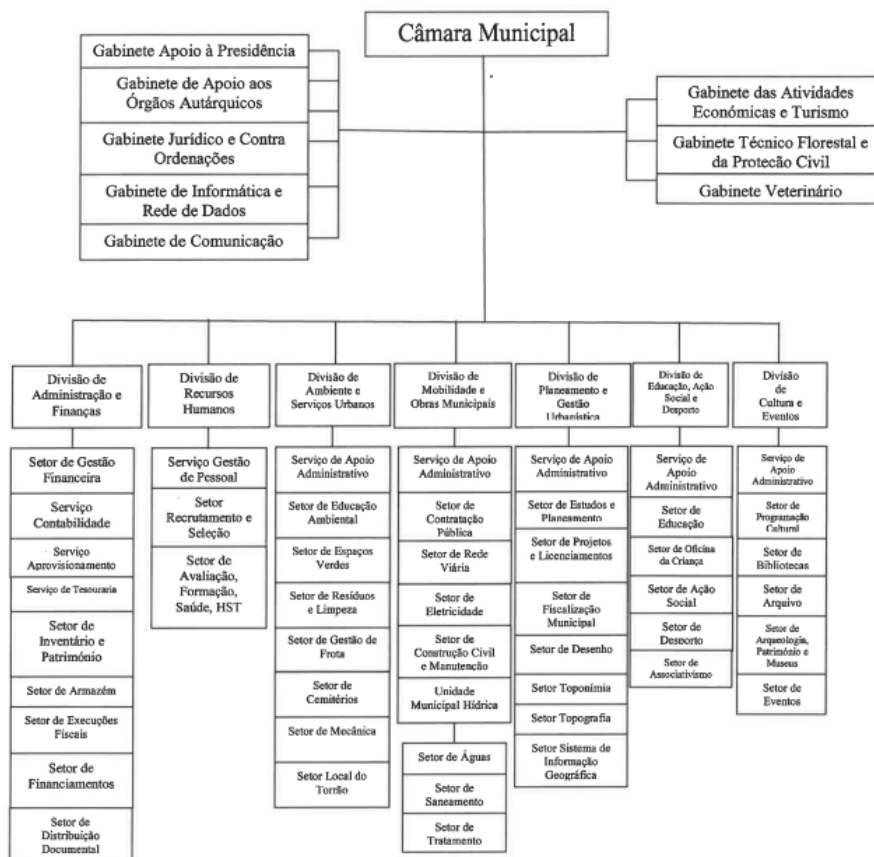 Câmara Municipal
Gabinete Apoio à Presidência
Gabinete de Apoio aos
Órgãos Autárquicos
Gabinete Jurídico e Contra
Ordenações
Gabinete de Informática e
Rede de Dados
Gabinete de Comunicação
Gabinete das Atividades
Económicas e Turismo
Gabinete Técnico Florestal e
da Protecão Civil
Gabinete Veterinário
Divisão de
Administração e
Finanças
Setor de Gestão
Financeira
Serviço
Contabilidade
Serviço
Aprovisionamento
Serviço de Tesouraria
Setor de
Inventário e
Património
Setor de Armazém
Setor de Execuções
Fiscais
Setor de
Financiamentos
Setor de
Distribuição
Documental
Divisão de
Recursos
Humanos
Serviço Gestão
de Pessoal
Setor
Recrutamento e
Seleção
Setor de
Avaliação,
Formação,
Saúde, HST
Divisão de
Ambiente e
Serviços Urbanos
Serviço de Apoio
Administrativo
Setor de Educação
Ambiental
Setor de Espaços
Verdes
Setor de Resíduos
e Limpeza
Setor de Gestão de
Frota
Setor de
Cemitérios
Setor de Mecânica
Setor Local do
Torrão
Divisão de
Mobilidade e
Obras Municipais
Serviço de Apoio
Administrativo
Setor de
Contratação
Pública
Setor de Rede
Viária
Setor de
Eletricidade
Setor de
Construção Civil
e Manutenção
Unidade
Municipal Hídrica
Setor de Águas
Setor de
Saneamento
Setor de
Tratamento
Divisão de
Planeamento e
Gestão
Urbanística
Serviço de Apoio
Administrativo
Setor de Estudos e
Planeamento
Setor de Projetos
e Licenciamentos
Setor de
Fiscalização
Municipal
Setor de Desenho
Setor Toponímia
Setor Topografia
Setor Sistema de
Informação
Geográfica
Divisão de
Educação, Ação
Social e
Desporto
Serviço de
Apoio
Administrativo
Setor de
Educação
Setor de Oficina
da Criança
Setor de Ação
Social
Setor de
Desporto
Setor de
Associativismo
Divisão
de
Cultura e
Eventos
Serviço de
Apoio
Administrativo
Setor de
Programação
Cultural
Setor de
Bibliotecas
Setor de
Arquivo
Setor de
Arqueologia,
Património e
Museus
Setor de
Eventos